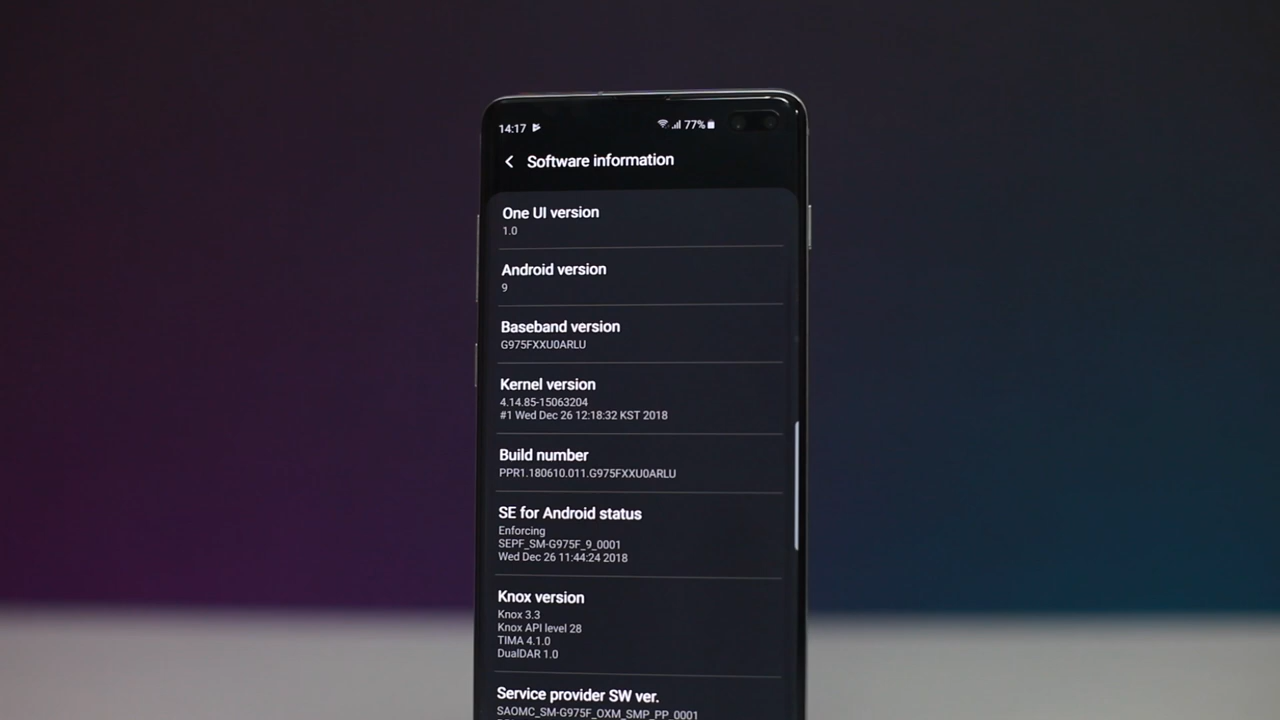 14:17 77%
Software information
One UI version
1.0
Android version
9
Baseband version
G975FXXU0ARLU
Kernel version
4.14.85-15063204
#1 Wed Dec 26 12:18:32 KST 2018
Build number
PPR1.180610.011.G975FXXU0ARLU
SE for Android status
Enforcing
SEPF_SM-G975F_9_0001
Wed Dec 26 11:44:24 2018
Knox version
Knox 3.3
Knox API level 28
TIMA 4.1.0
DualDAR 1.0
Service provider SW ver.
SAOMC_SM-G975F_OXM_SMP_PP_0001